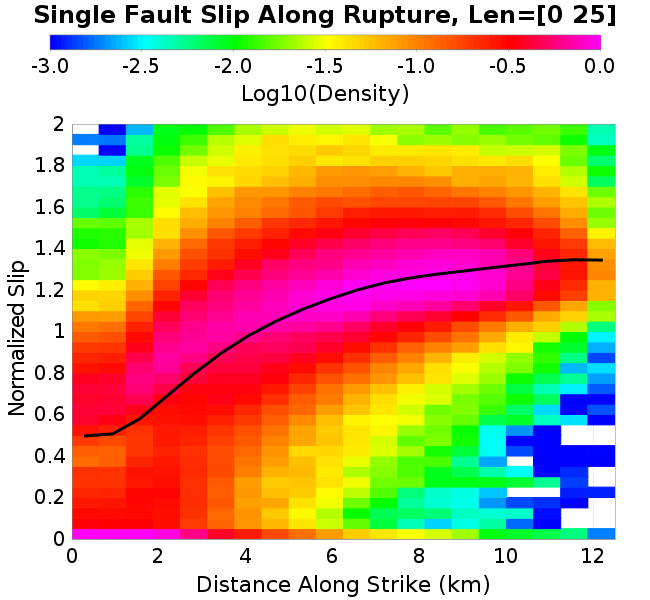 Single Fault Slip Along Rupture, Len=[0 25]
-3.0 -2.5 -2.0 -1.5 -1.0 -0.5 0.0
Log10(Density)
2
1.8
1.6
1.4
1.2
1
0.8
0.6
0.4
0.2
0
Normalized Slip
0 2 4 6 8 10 12
Distance Along Strike (km)